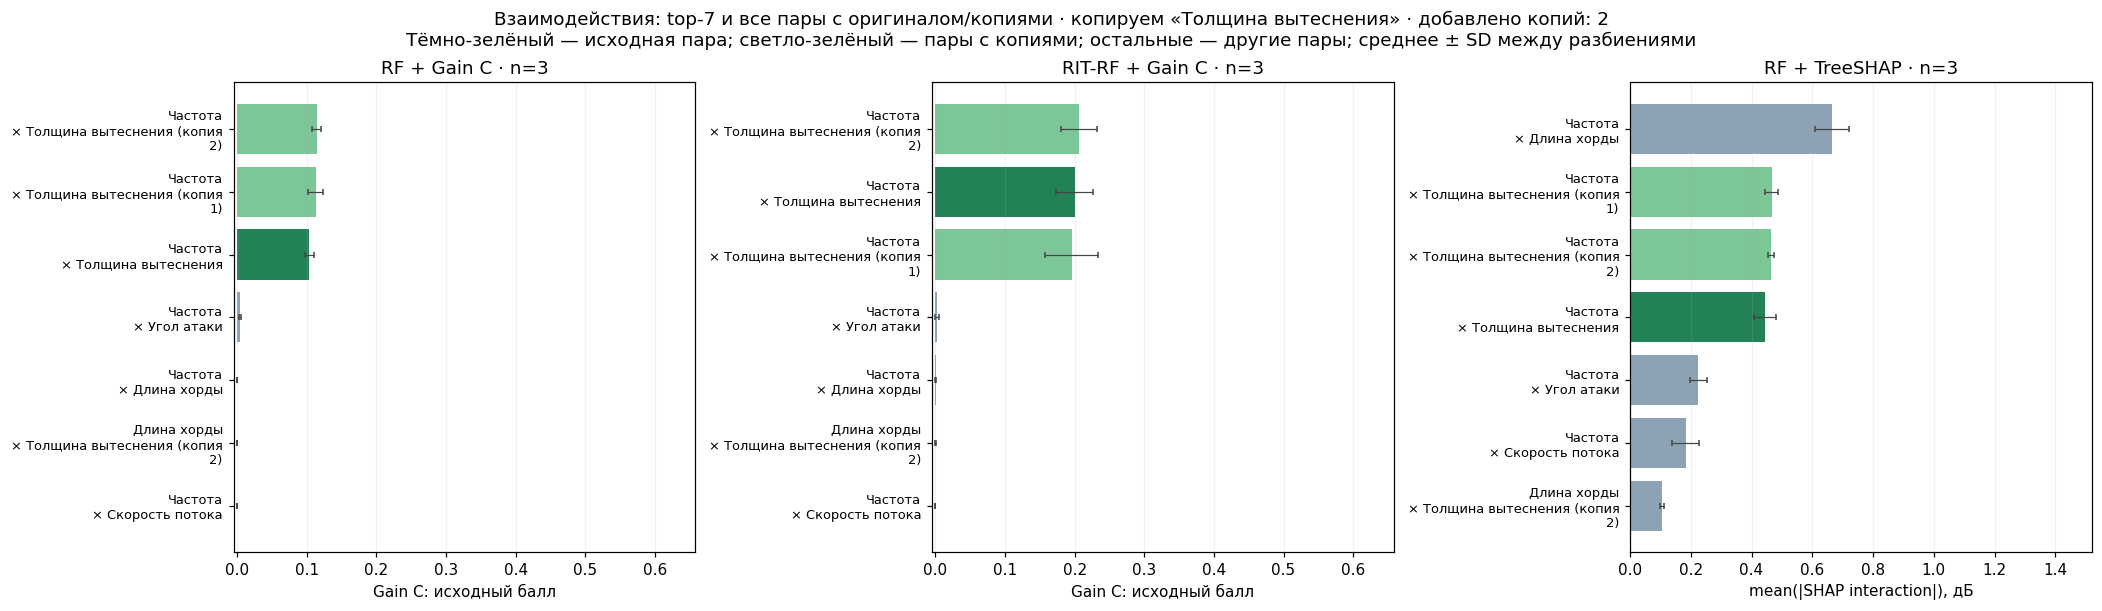 Взаимодействия: top-7 и все пары с оригиналом/копиями · копируем «Толщина вытеснения» · добавлено копий: 2
Тёмно-зелёный — исходная пара; светло-зелёный — пары с копиями; остальные — другие пары; среднее ± SD между разбиениями
RF + Gain C · n=3
Частота
× Толщина вытеснения (копия
2)
Частота
× Толщина вытеснения (копия
1)
Частота
× Толщина вытеснения
Частота
× Угол атаки
Частота
× Длина хорды
Длина хорды
× Толщина вытеснения (копия
2)
Частота
× Скорость потока
0.0 0.1 0.2 0.3 0.4 0.5 0.6
Gain C: исходный балл
RIT-RF + Gain C · n=3
Частота
× Толщина вытеснения (копия
2)
Частота
× Толщина вытеснения
Частота
× Толщина вытеснения (копия
1)
Частота
× Угол атаки
Частота
× Длина хорды
Длина хорды
× Толщина вытеснения (копия
2)
Частота
× Скорость потока
0.0 0.1 0.2 0.3 0.4 0.5 0.6
Gain C: исходный балл
RF + TreeSHAP · n=3
Частота
× Длина хорды
Частота
× Толщина вытеснения (копия
1)
Частота
× Толщина вытеснения (копия
2)
Частота
× Толщина вытеснения
Частота
× Угол атаки
Частота
× Скорость потока
Длина хорды
× Толщина вытеснения (копия
2)
0.0 0.2 0.4 0.6 0.8 1.0 1.2 1.4
mean(|SHAP interaction|), дБ